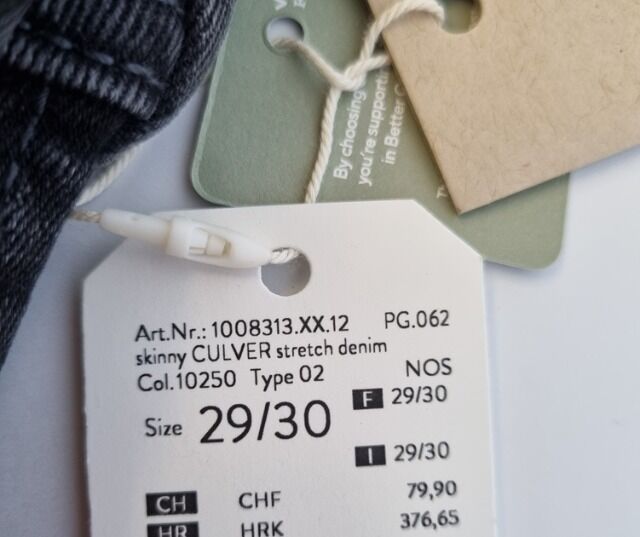 By choosing
you're supporti
in Better C
Art.Nr.: 1008313.XX.12 PG.062
skinny CULVER stretch denim
Col.10250 Type 02 NOS
Size 29/30 F 29/30
I 29/30
CH CHF 79,90
HR HRK 376,65